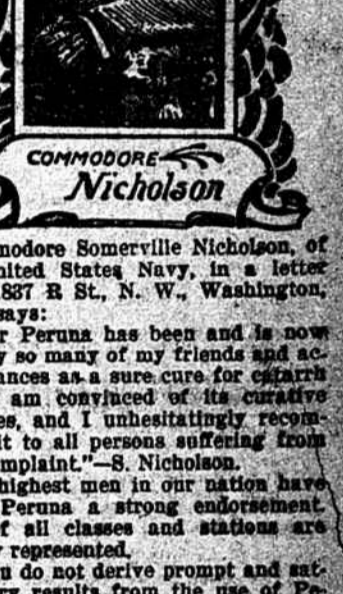 COMMODORE
Nicholson
modore Somerville Nicholson, of
nited States Navy, in a letter
837 R St., N. W., Washington,
says:
r Peruna has been and is now
y so many of my friends and ac-
ances as a sure cure for catarrh
am convinced of its curative
es, and I unhesitatingly recom-
it to all persons suffering from
mplaint."—S. Nicholson.
highest men in our nation have
Peruna a strong endorsement.
f all classes and stations are
y represented.
u do not derive prompt and sat-
ry results from the use of Pe-